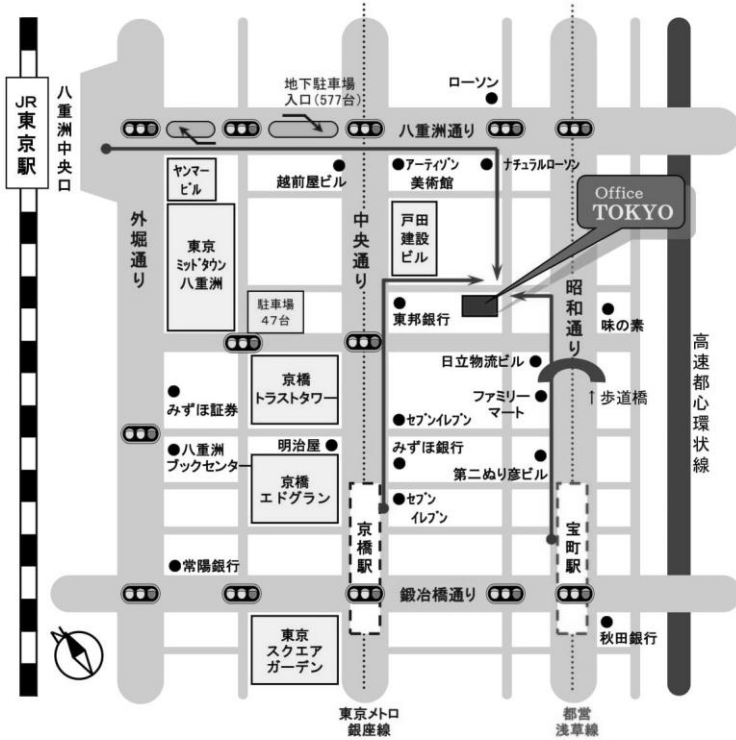 JR東京駅
八重洲中央口
地下駐車場
入口(577台)
ローソン
八重洲通り
ヤンマー
ビル
越前屋ビル
アーティゾン
美術館
ナチュラルローソン
Office
TOKYO
外堀通り
東京
ミッドタウン
八重洲
中央通り
戸田
建設
ビル
昭和通り
駐車場
47台
東邦銀行
味の素
高速都心環状線
日立物流ビル
京橋
トラストタワー
みずほ証券
ファミリー
マート
↑歩道橋
セブンイレブン
八重洲
ブックセンター
明治屋
みずほ銀行
第二ぬり彦ビル
京橋
エドグラン
セブン
イレブン
京橋駅
宝町駅
常陽銀行
鍛冶橋通り
東京
スクエア
ガーデン
秋田銀行
東京メトロ
銀座線
都営
浅草線